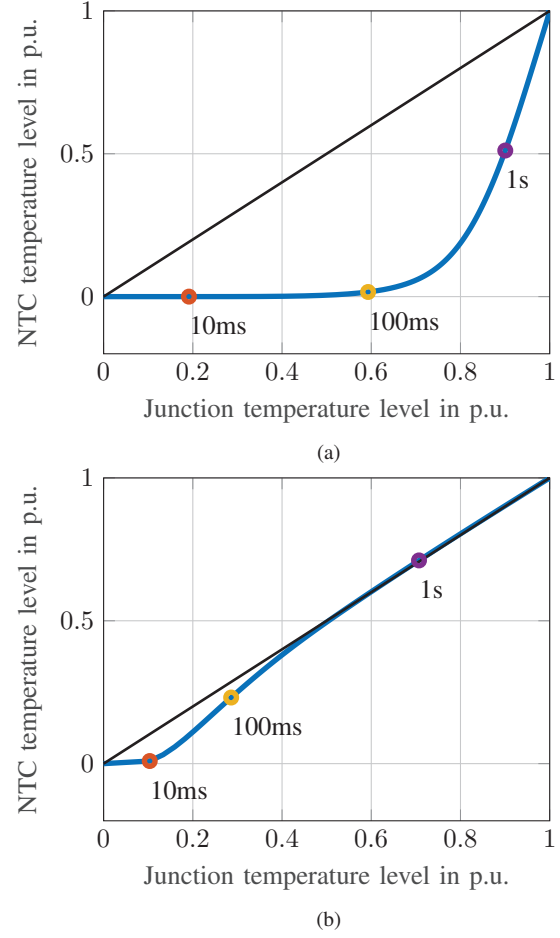 1
0.5
0
NTC temperature level in p.u.
10ms
100ms
1s
0 0.2 0.4 0.6 0.8 1
Junction temperature level in p.u.
(a)
1
0.5
0
NTC temperature level in p.u.
1s
100ms
10ms
0 0.2 0.4 0.6 0.8 1
Junction temperature level in p.u.
(b)